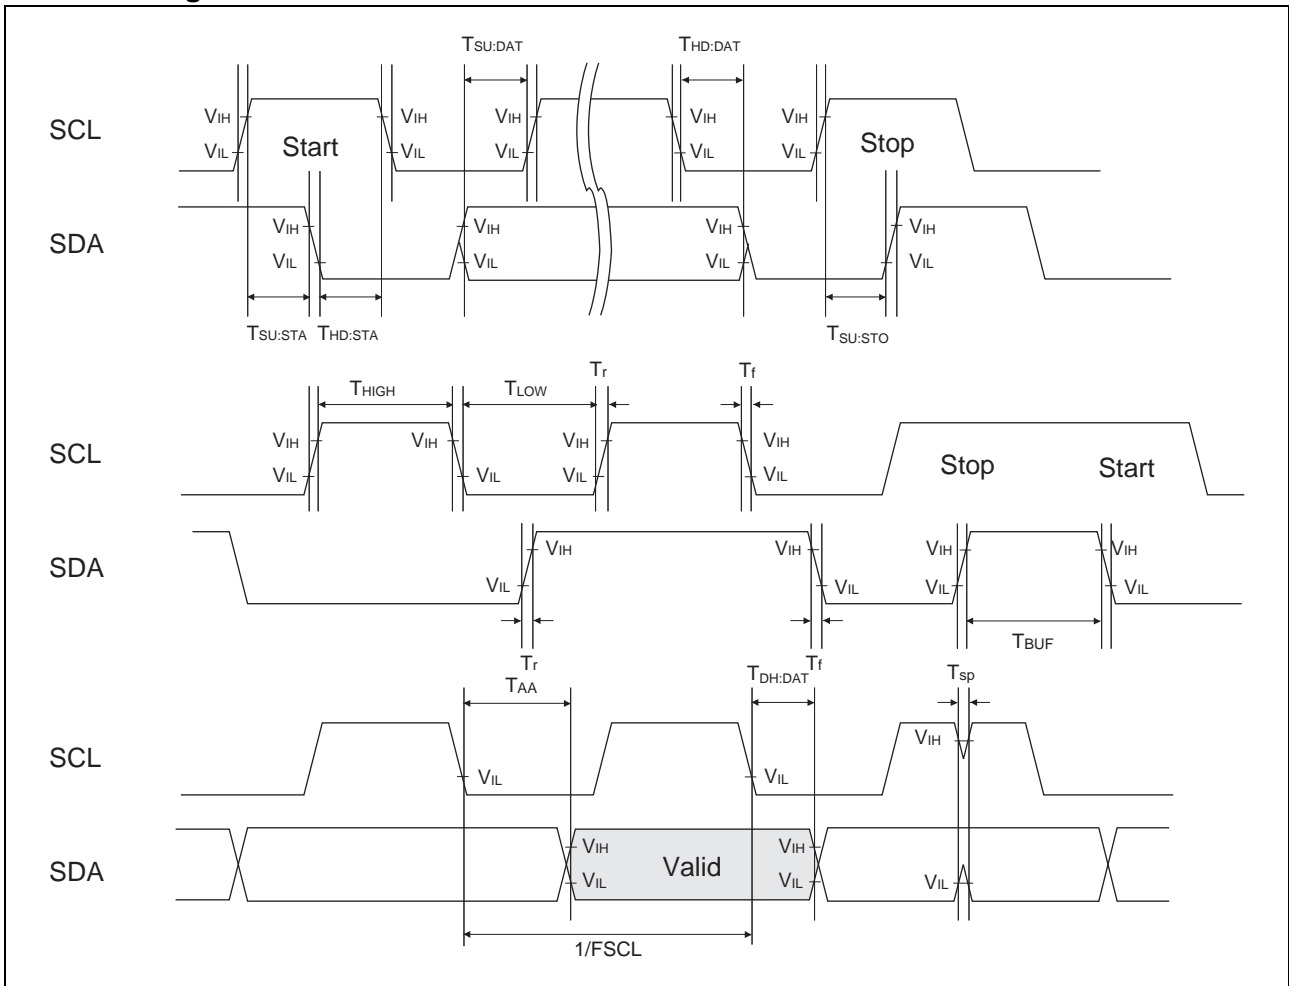 TSU:DAT THD:DAT
SCL VIH VIH VIH VIH VIH
VIL Start VIL VIL VIL VIL Stop
SDA VIH VIH VIH VIH
VIL VIL VIL VIL
TSU:STA THD:STA TSU:STO
THIGH TLOW Tr Tf
SCL VIH VIH VIH VIH
VIL VIL VIL VIL Stop Start
SDA VIH VIH VIH VIH
VIL VIL VIL VIL
Tr Tf TBUF
TAA TDH:DAT Tsp
SCL VIH
VIL VIL
SDA VIH Valid VIH
VIL VIL VIL
1/FSCL